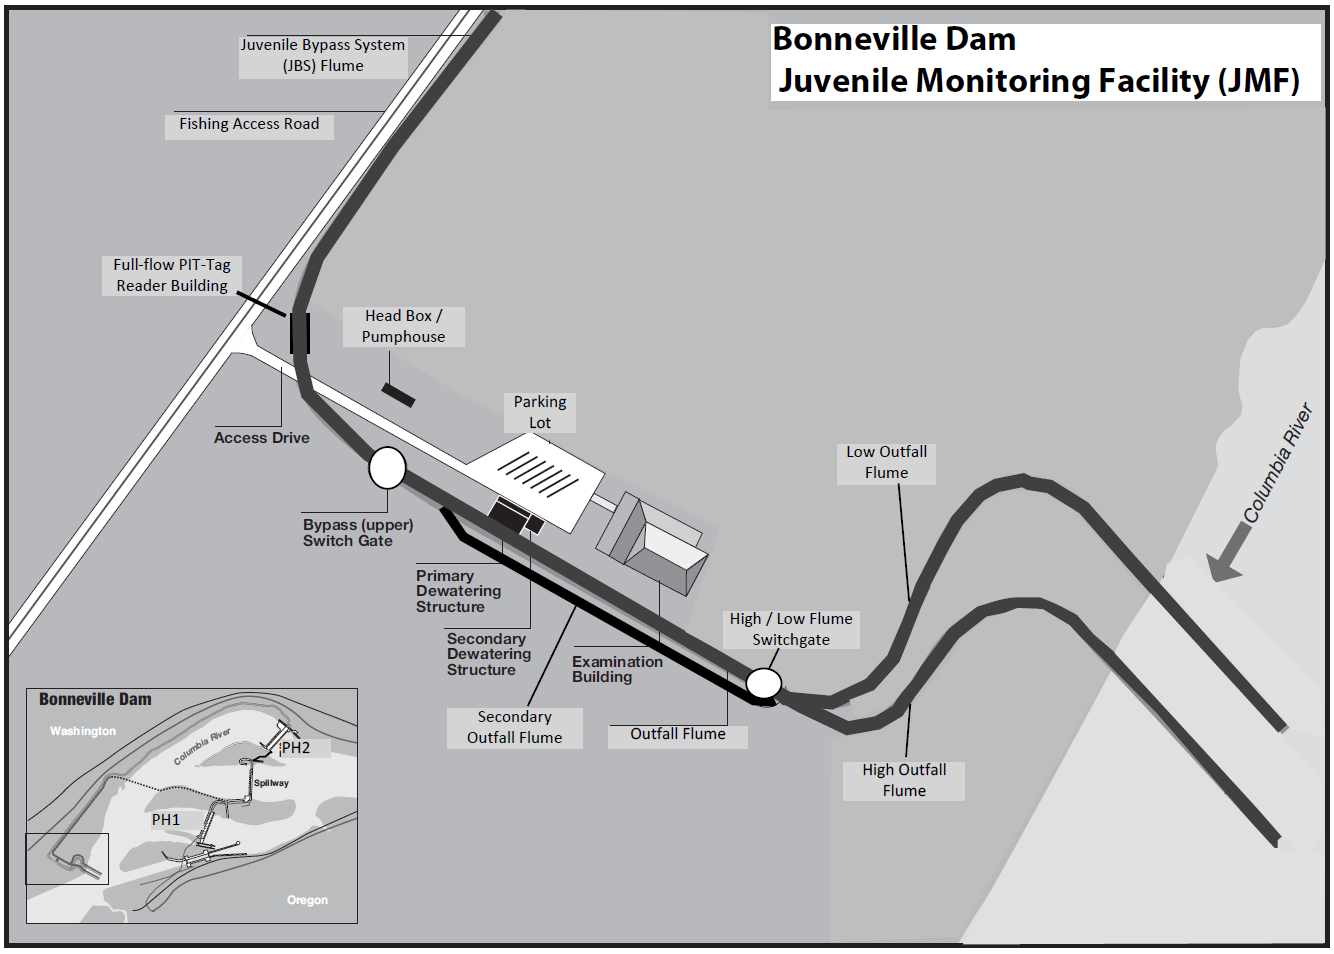 Bonneville Dam
Juvenile Monitoring Facility (JMF)
Juvenile Bypass System
(JBS) Flume
Fishing Access Road
Full-flow PIT-Tag
Reader Building
Head Box /
Pumphouse
Parking
Lot
Access Drive
Bypass (upper)
Switch Gate
Primary
Dewatering
Structure
Secondary
Dewatering
Structure
Examination
Building
Secondary
Outfall Flume
Outfall Flume
High / Low Flume
Switchgate
Low Outfall
Flume
High Outfall
Flume
Columbia River
Bonneville Dam
Washington
Columbia River
PH2
Spillway
PH1
Oregon